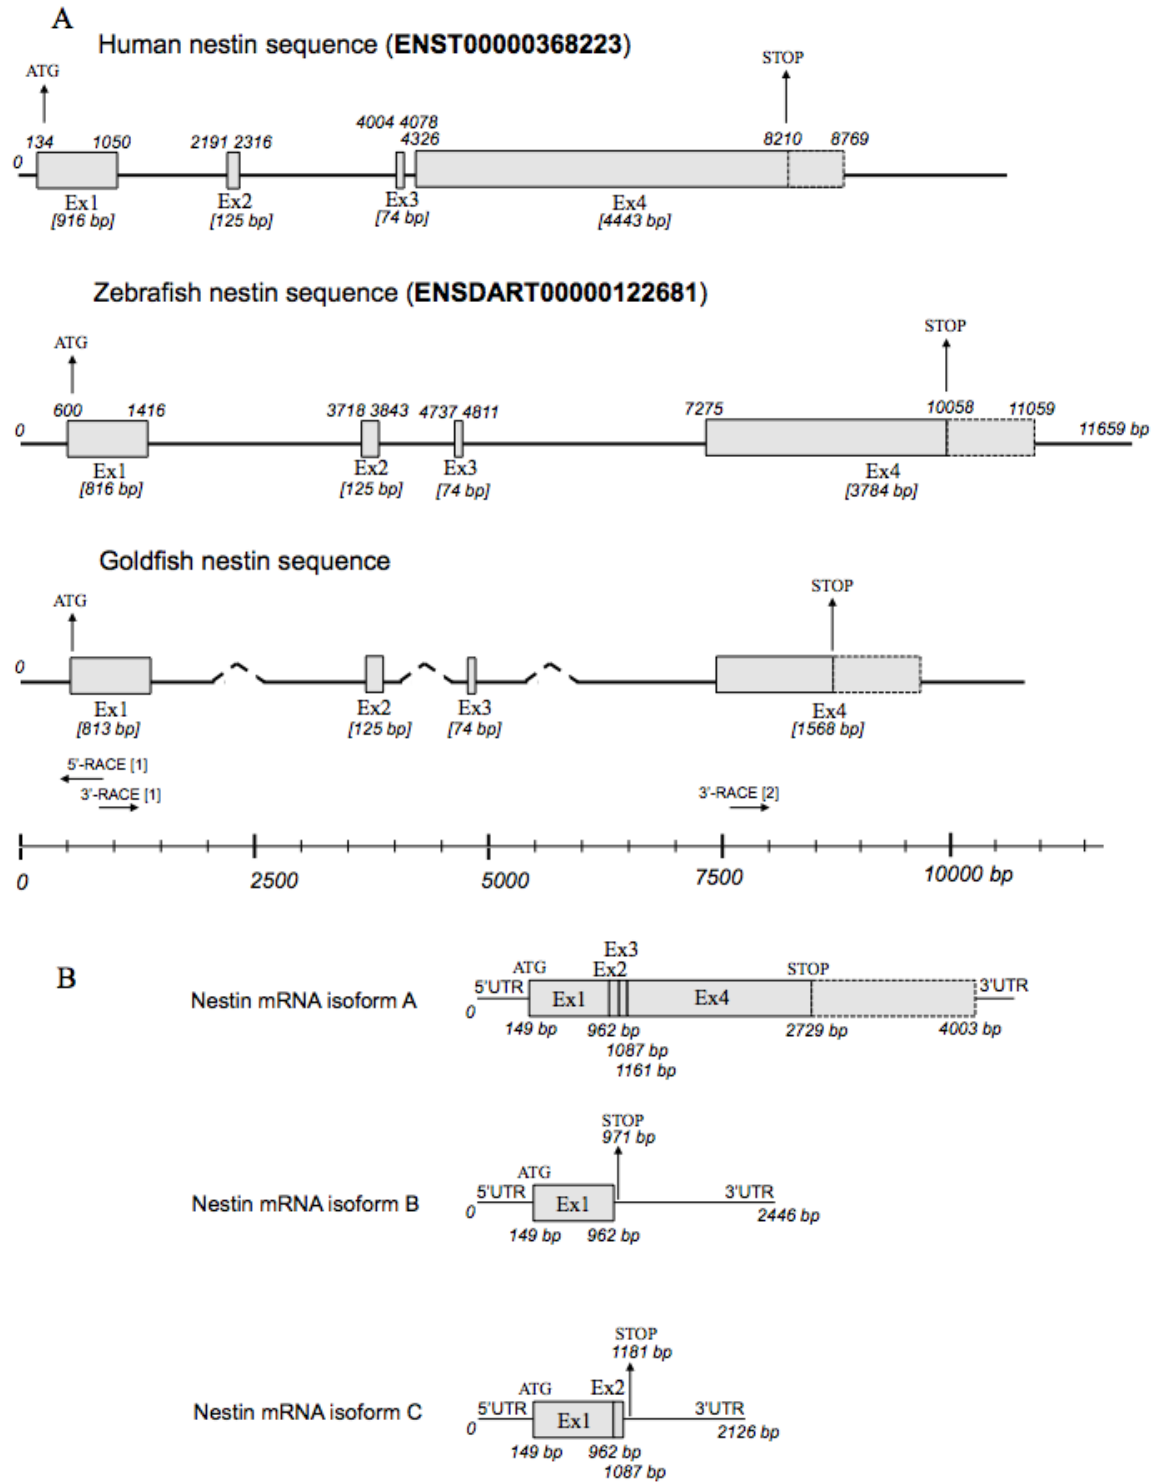 A
Human nestin sequence (ENST00000368223)
ATG
STOP
4004 4078
134 1050 2191 2316 4326 8210 8769
0
Ex1 Ex2 Ex3 Ex4
[916 bp] [125 bp] [74 bp] [4443 bp]
Zebrafish nestin sequence (ENSDART00000122681)
STOP
ATG
600 1416 3718 3843 4737 4811 7275 10058 11059
0 11659 bp
Ex1 Ex2 Ex3 Ex4
[816 bp] [125 bp] [74 bp] [3784 bp]
Goldfish nestin sequence
STOP
ATG
0
Ex1 Ex2 Ex3 Ex4
[813 bp] [125 bp] [74 bp] [1568 bp]
5'-RACE [1]
3'-RACE [1] 3'-RACE [2]
0 2500 5000 7500 10000 bp
B
Ex3
ATG Ex2 STOP
Nestin mRNA isoform A 0 5'UTR Ex1 Ex4 3'UTR
149 bp 962 bp 2729 bp 4003 bp
1087 bp
1161 bp
STOP
971 bp
ATG
Nestin mRNA isoform B 0 5'UTR Ex1 3'UTR
2446 bp
149 bp 962 bp
STOP
1181 bp
ATG Ex2
Nestin mRNA isoform C 0 5'UTR Ex1 3'UTR
2126 bp
149 bp 962 bp
1087 bp